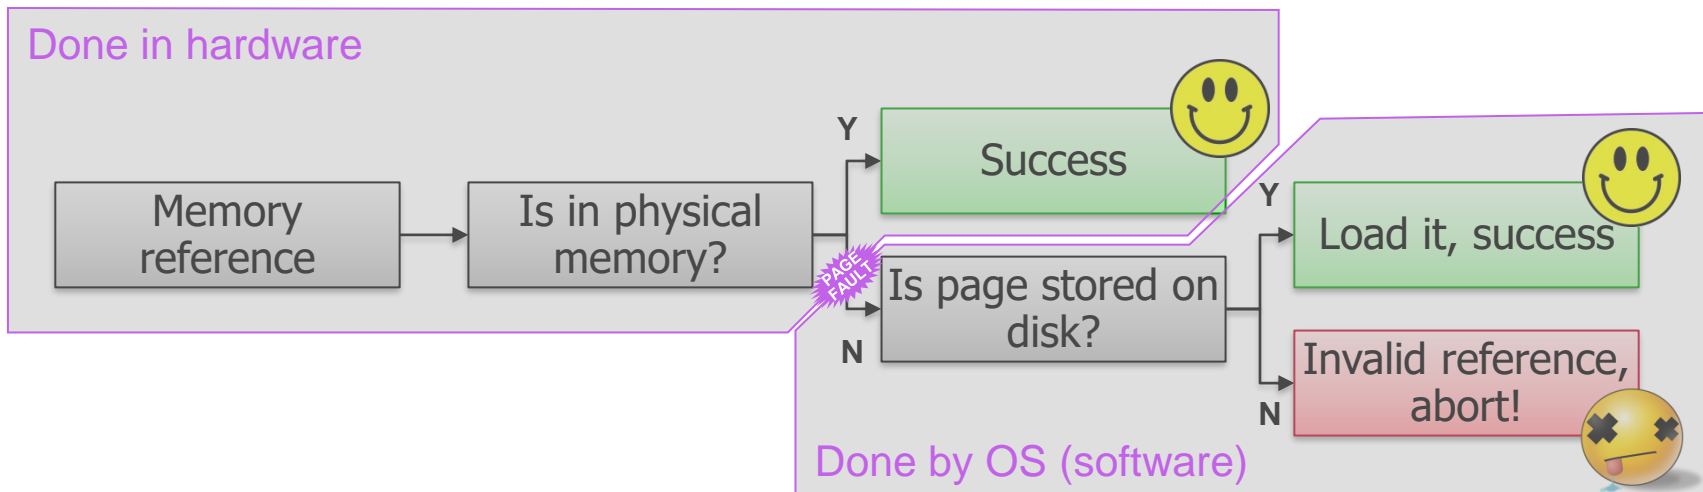 Done in hardware
Memory
reference
Is in physical
memory?
Y
Success
PAGE
FAULT
N
Is page stored on
disk?
Y
Load it, success
N
Invalid reference,
abort!
Done by OS (software)